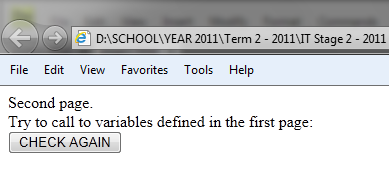 D:\SCHOOL\YEAR 2011\Term 2 - 2011\IT Stage 2 - 2011
File Edit View Favorites Tools Help
Second page.
Try to call to variables defined in the first page:
CHECK AGAIN